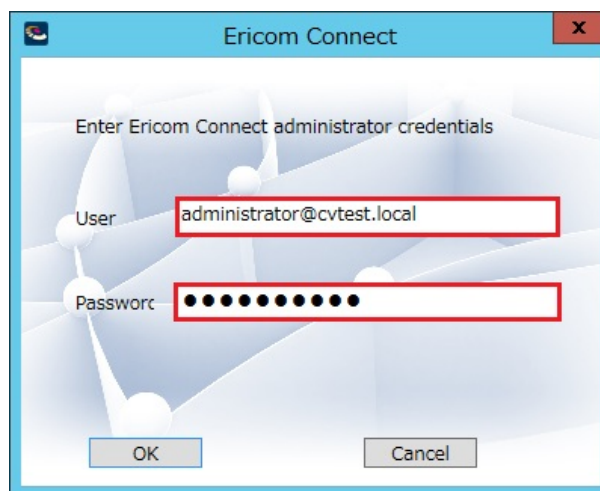 Ericom Connect
x
Enter Ericom Connect administrator credentials
User administrator@cvtest.local
Passworc ●●●●●●●●●●
OK Cancel